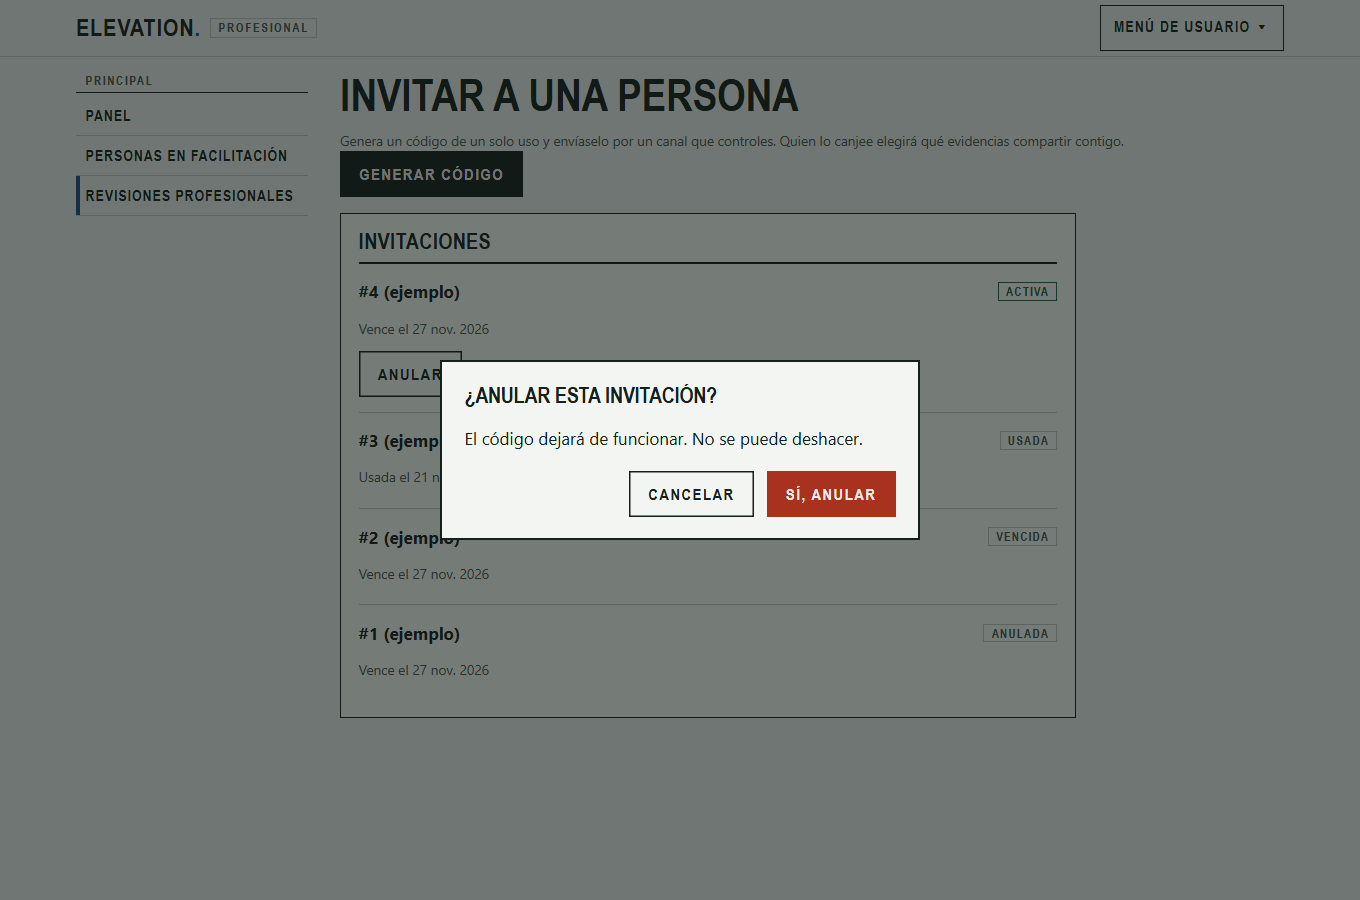 ELEVATION. PROFESIONAL
MENÚ DE USUARIO
PRINCIPAL
PANEL
PERSONAS EN FACILITACIÓN
REVISIONES PROFESIONALES
INVITAR A UNA PERSONA
Genera un código de un solo uso y envíaselo por un canal que controles. Quien lo canjee elegirá qué evidencias compartir contigo.
GENERAR CÓDIGO
INVITACIONES
#4 (ejemplo) ACTIVA
Vence el 27 nov. 2026
ANULAR
¿ANULAR ESTA INVITACIÓN?
El código dejará de funcionar. No se puede deshacer.
CANCELAR SÍ, ANULAR
#3 (ejemp USADA
Usada el 21 n
#2 (ejemplo) VENCIDA
Vence el 27 nov. 2026
#1 (ejemplo) ANULADA
Vence el 27 nov. 2026